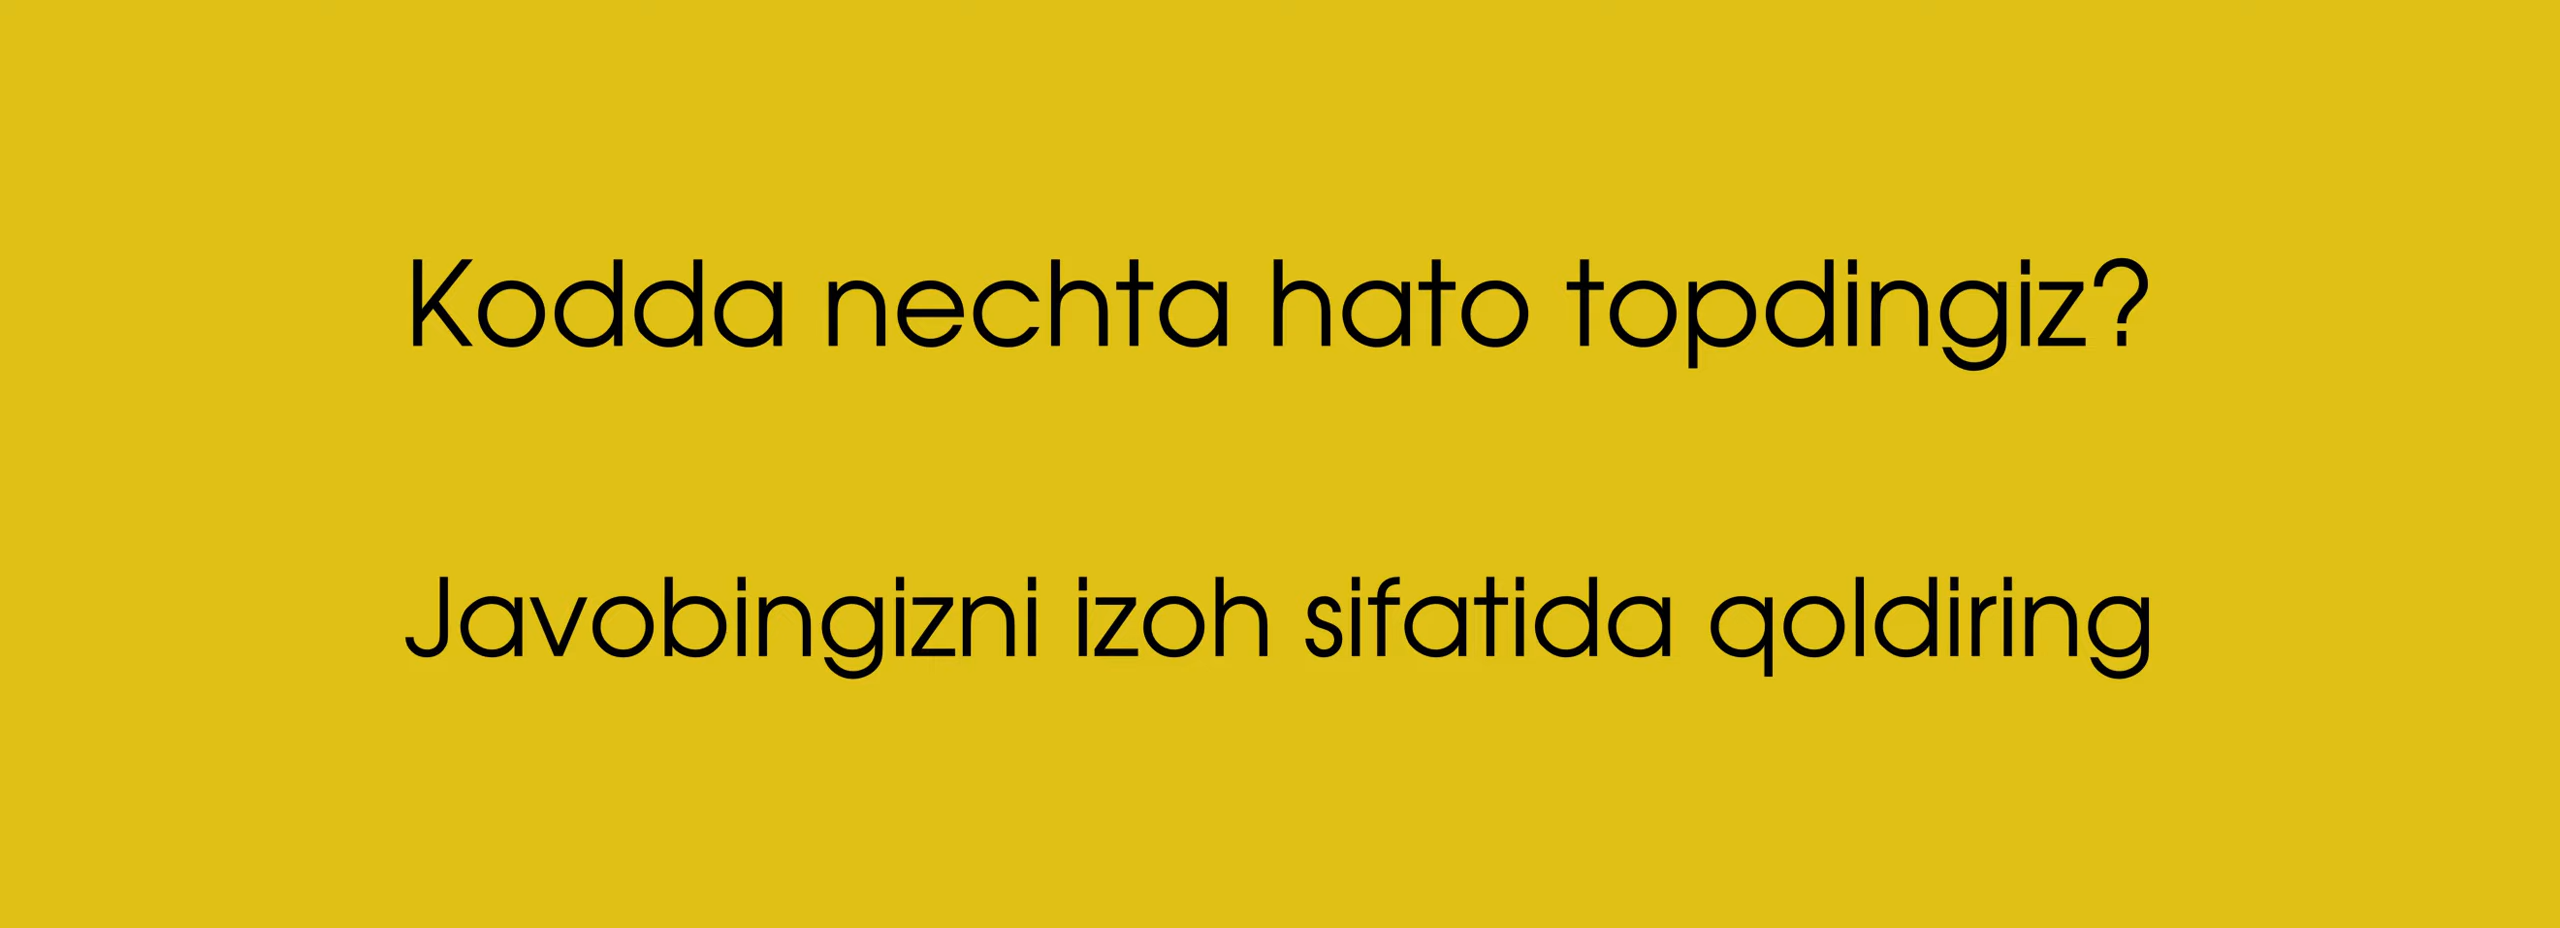 Kodda nechta hato topdingiz?
Javobingizni izoh sifatida qoldiring